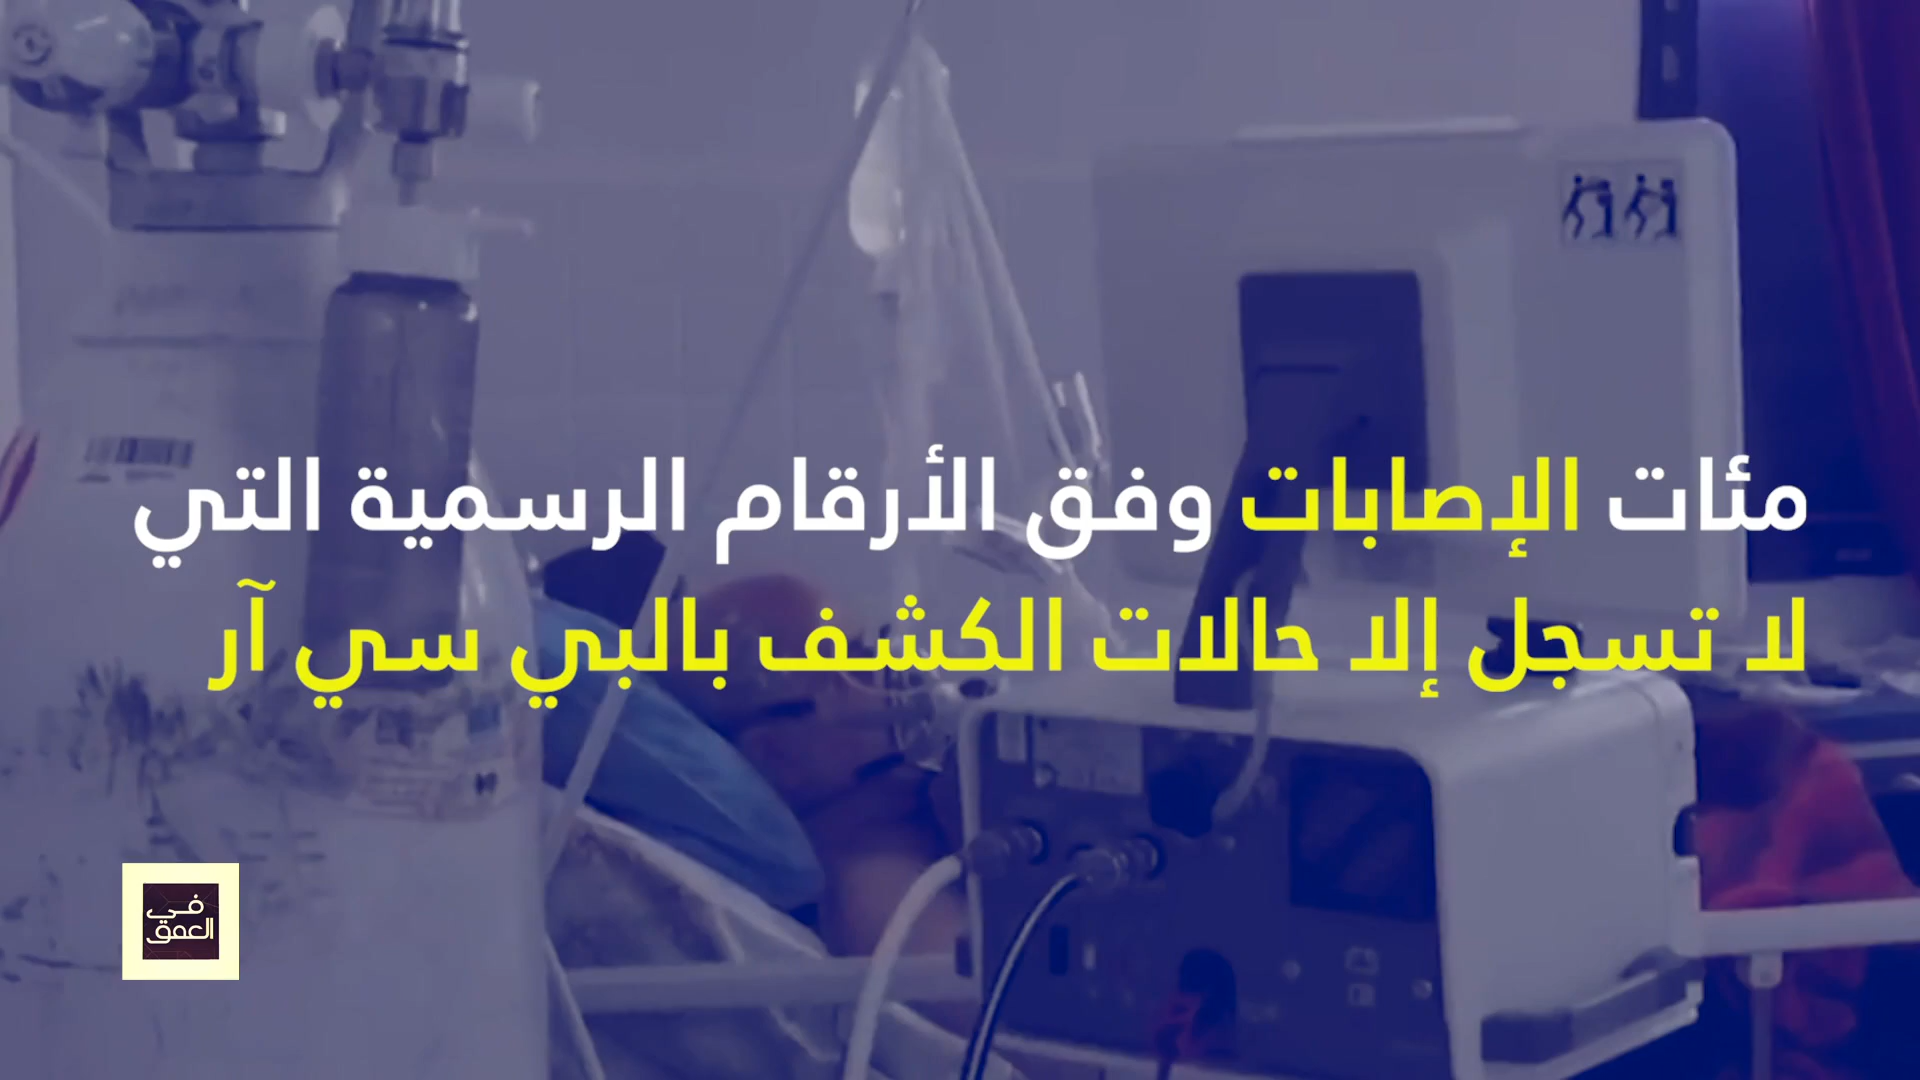 مئات الإصابات وفق الأرقام الرسمية التي
لا تسجل إلا حالات الكشف بالبي سي آر
في
العمق